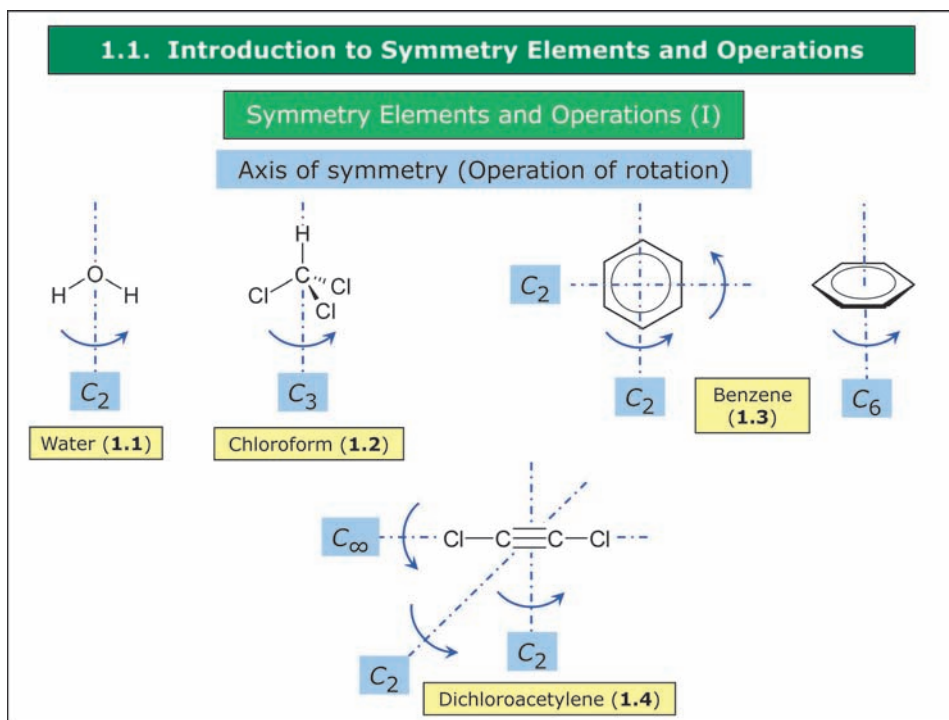 1.1. Introduction to Symmetry Elements and Operations
Symmetry Elements and Operations (I)
Axis of symmetry (Operation of rotation)
H
O
H
C2
Water (1.1)
H
C
Cl
Cl
Cl
C3
Chloroform (1.2)
C2
C2
Benzene
(1.3)
C6
C∞
Cl C C Cl
C2
C2
Dichloroacetylene (1.4)